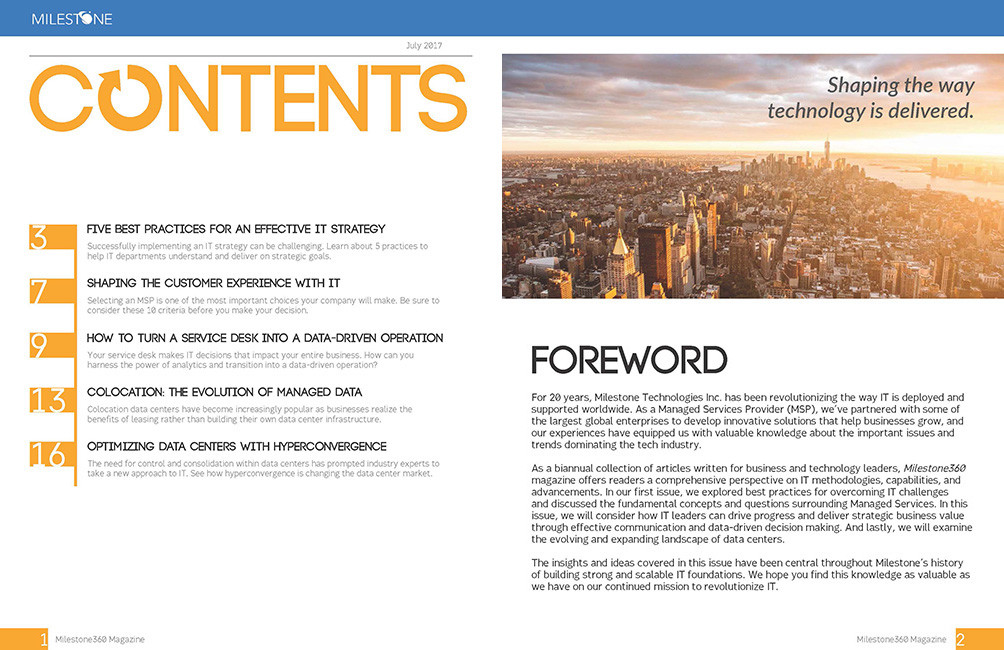 MILESTONE
July 2017
CONTENTS
3
FIVE BEST PRACTICES FOR AN EFFECTIVE IT STRATEGY
Successfully implementing an IT strategy can be challenging. Learn about 5 practices to
help IT departments understand and deliver on strategic goals.
7
SHAPING THE CUSTOMER EXPERIENCE WITH IT
Selecting an MSP is one of the most important choices your company will make. Be sure to
consider these 10 criteria before you make your decision.
9
HOW TO TURN A SERVICE DESK INTO A DATA-DRIVEN OPERATION
Your service desk makes IT decisions that impact your entire business. How can you
harness the power of analytics and transition into a data-driven operation?
13
COLOCATION: THE EVOLUTION OF MANAGED DATA
Colocation data centers have become increasingly popular as businesses realize the
benefits of leasing rather than building their own data center infrastructure.
16
OPTIMIZING DATA CENTERS WITH HYPERCONVERGENCE
The need for control and consolidation within data centers has prompted industry experts to
take a new approach to IT. See how hyperconvergence is changing the data center market.
1
Milestone360 Magazine
Shaping the way
technology is delivered.
FOREWORD
For 20 years, Milestone Technologies Inc. has been revolutionizing the way IT is deployed and
supported worldwide. As a Managed Services Provider (MSP), we've partnered with some of
the largest global enterprises to develop innovative solutions that help businesses grow, and
our experiences have equipped us with valuable knowledge about the important issues and
trends dominating the tech industry.
As a biannual collection of articles written for business and technology leaders, Milestone360
magazine offers readers a comprehensive perspective on IT methodologies, capabilities, and
advancements. In our first issue, we explored best practices for overcoming IT challenges
and discussed the fundamental concepts and questions surrounding Managed Services. In this
issue, we will consider how IT leaders can drive progress and deliver strategic business value
through effective communication and data-driven decision making. And lastly, we will examine
the evolving and expanding landscape of data centers.
The insights and ideas covered in this issue have been central throughout Milestone's history
of building strong and scalable IT foundations. We hope you find this knowledge as valuable as
we have on our continued mission to revolutionize IT.
Milestone360 Magazine
2